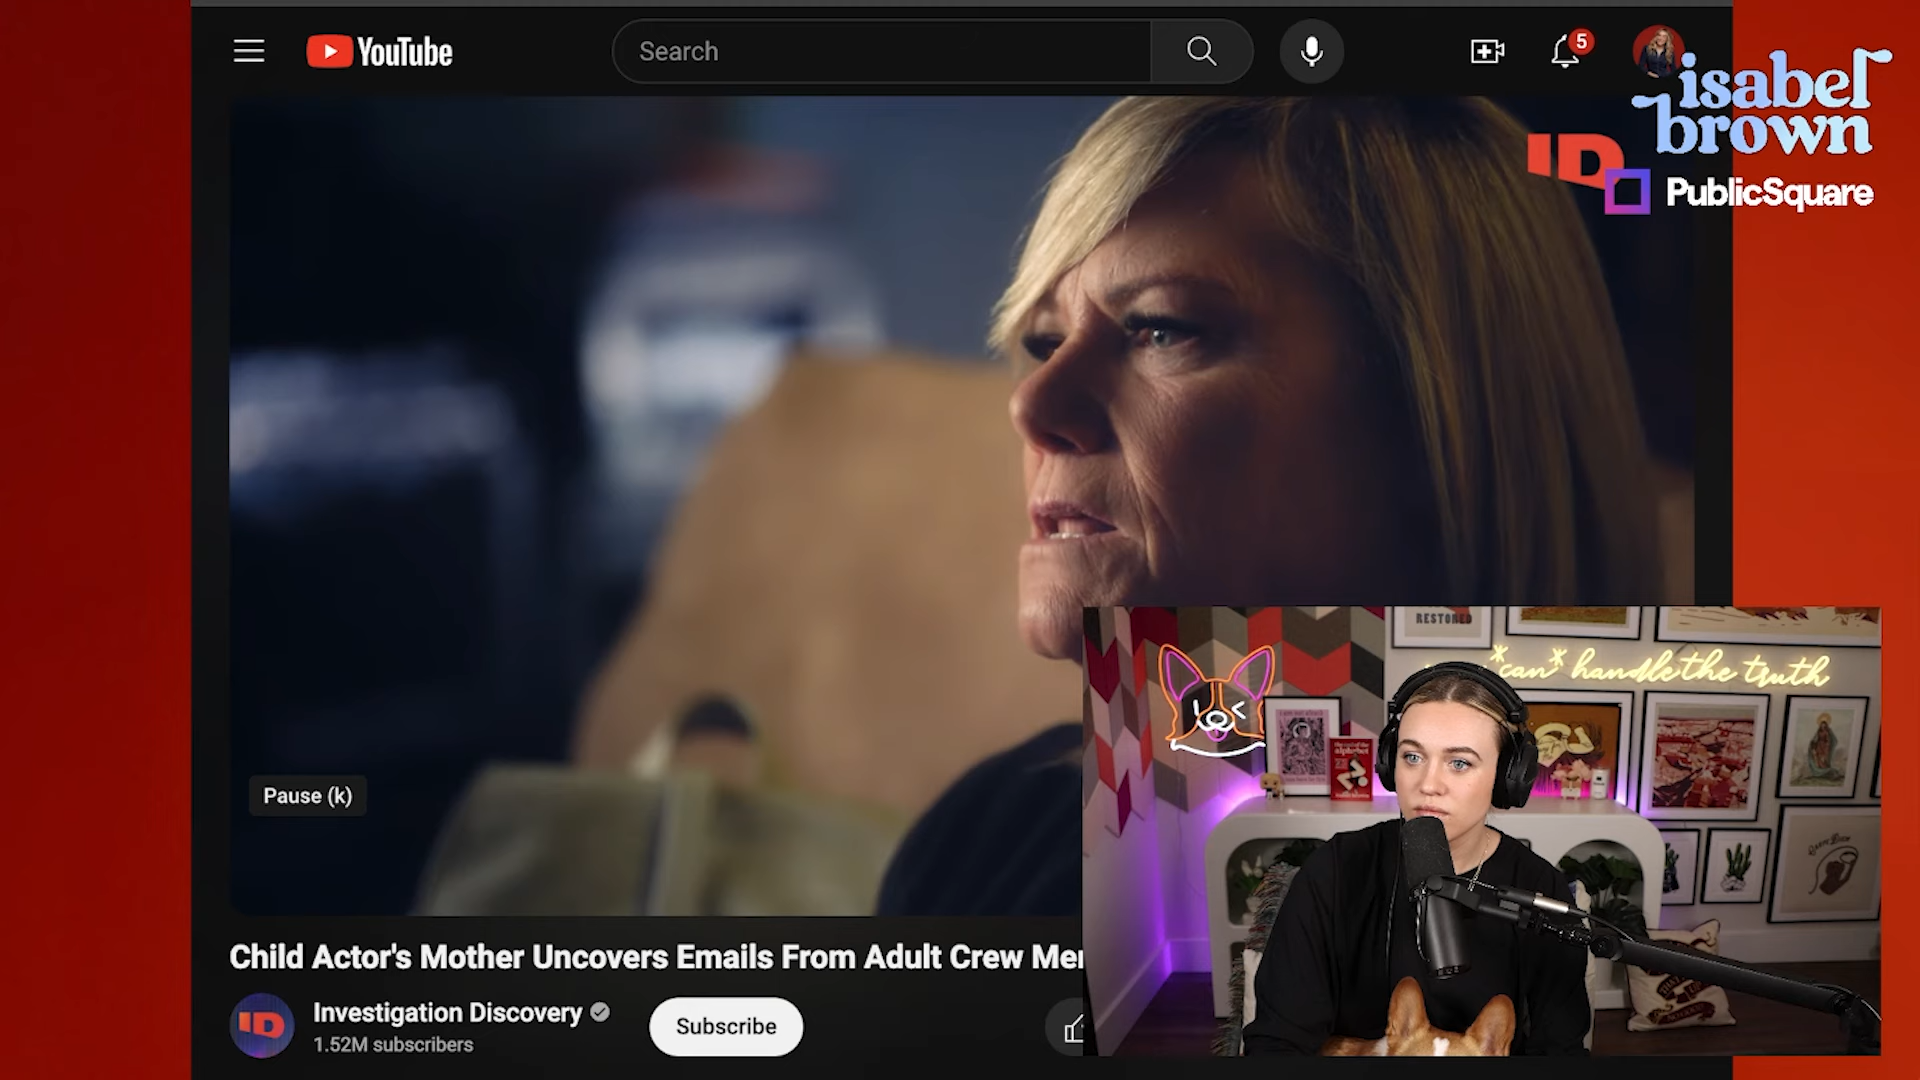 YouTube
Search
5
isabel
brown
ID
PublicSquare
RESTORED
*can* handle the truth
Pause (k)
Child Actor's Mother Uncovers Emails From Adult Crew Me
ID
Investigation Discovery
1.52M subscribers
Subscribe